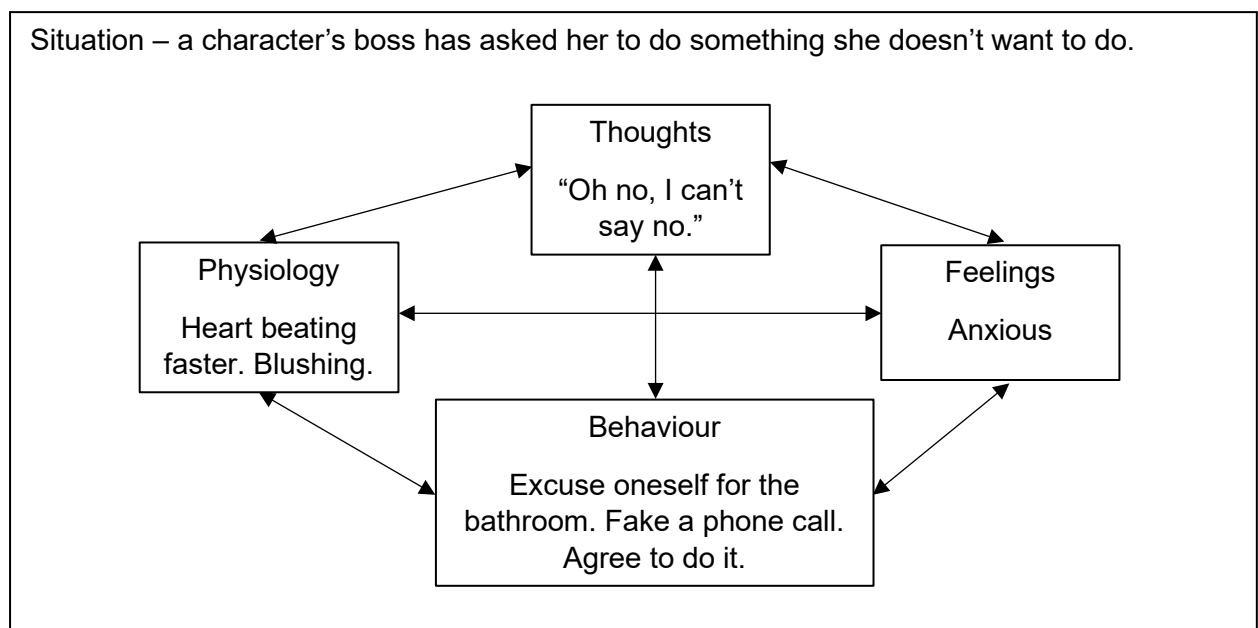 Situation – a character’s boss has asked her to do something she doesn’t want to do.
Thoughts
“Oh no, I can’t
say no.”
Physiology
Heart beating
faster. Blushing.
Feelings
Anxious
Behaviour
Excuse oneself for the
bathroom. Fake a phone call.
Agree to do it.